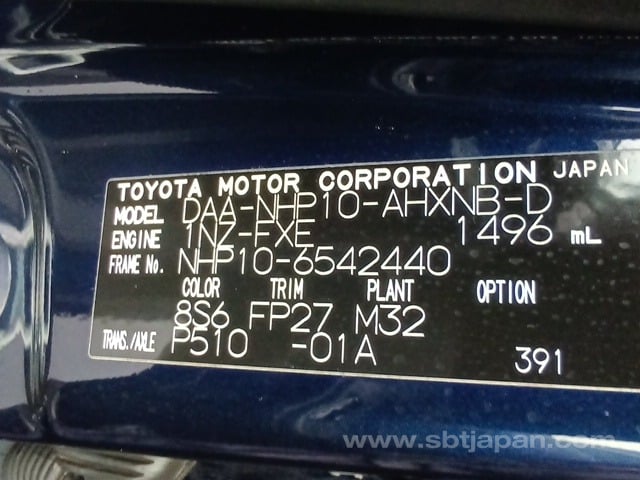 TOYOTA MOTOR CORPORATION JAPAN
MODEL DAA-NHP10-AHXNB-D
ENGINE 1NZ-FXE 1496 mL
FRAME No. NHP10-6542440
COLOR TRIM PLANT OPTION
8S6 FP27 M32
TRANS./AXLE P510 -01A 391
www.sbtjapan.com